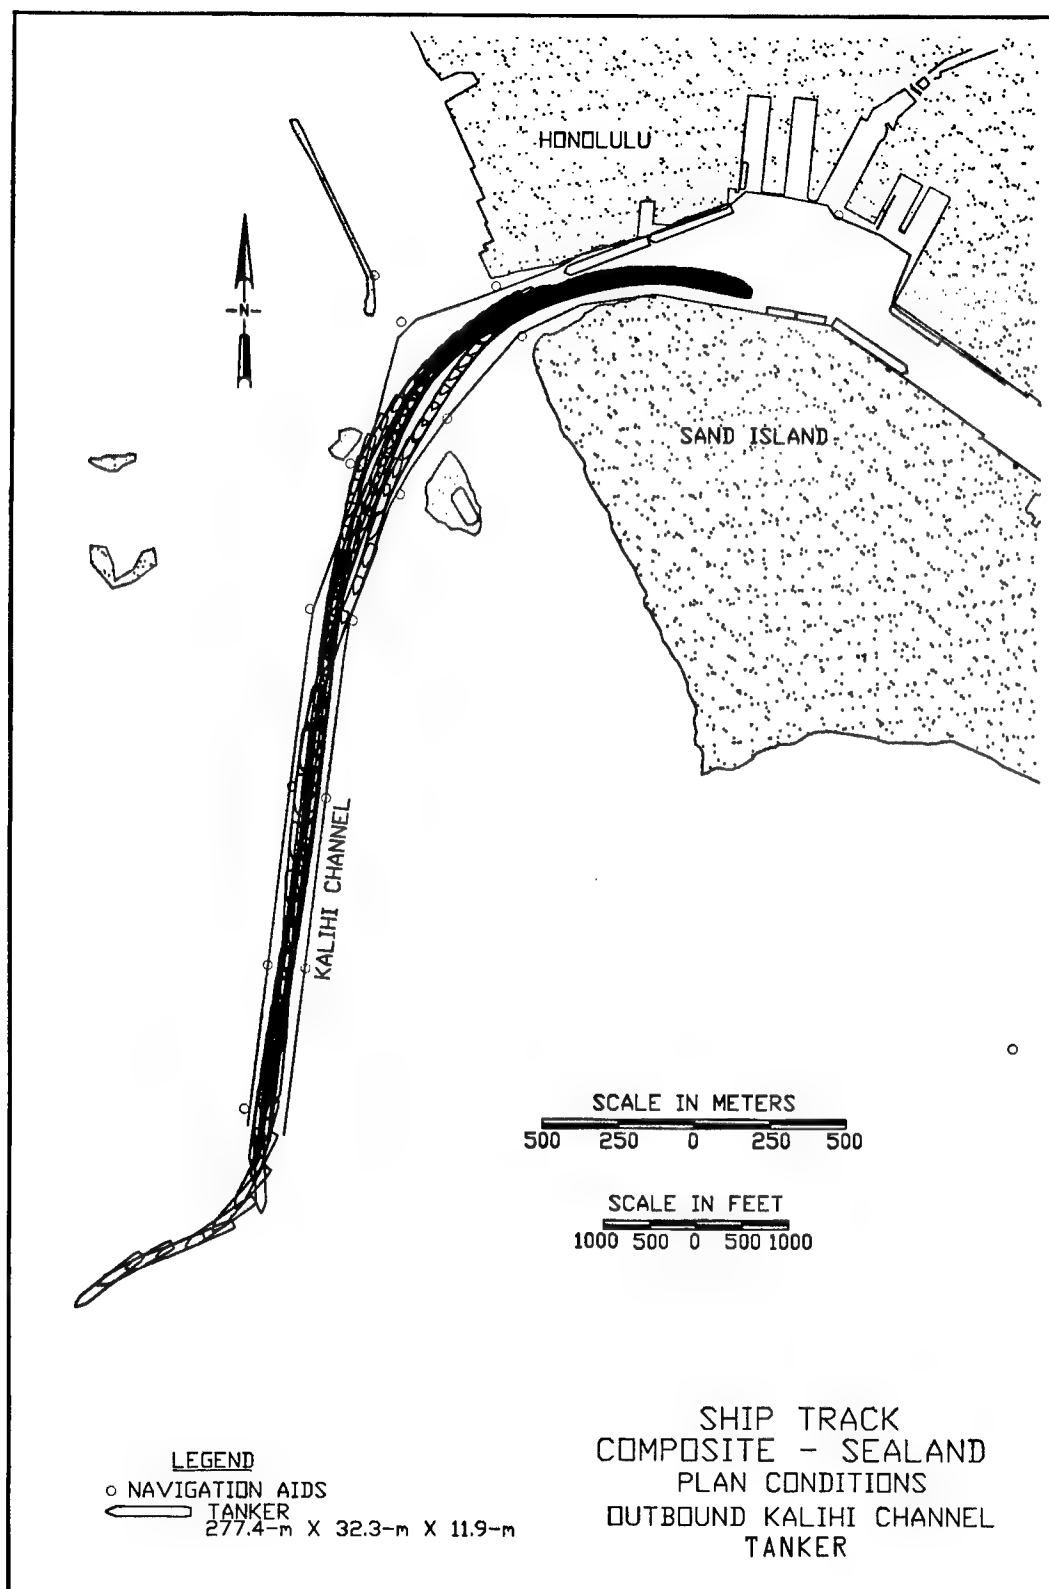 HONOLULU
-N-
SAND ISLAND
KALIHI CHANNEL
SCALE IN METERS
500 250 0 250 500
SCALE IN FEET
1000 500 0 500 1000
LEGEND
NAVIGATION AIDS
TANKER
277.4-m X 32.3-m X 11.9-m
SHIP TRACK
COMPOSITE - SEALAND
PLAN CONDITIONS
OUTBOUND KALIHI CHANNEL
TANKER